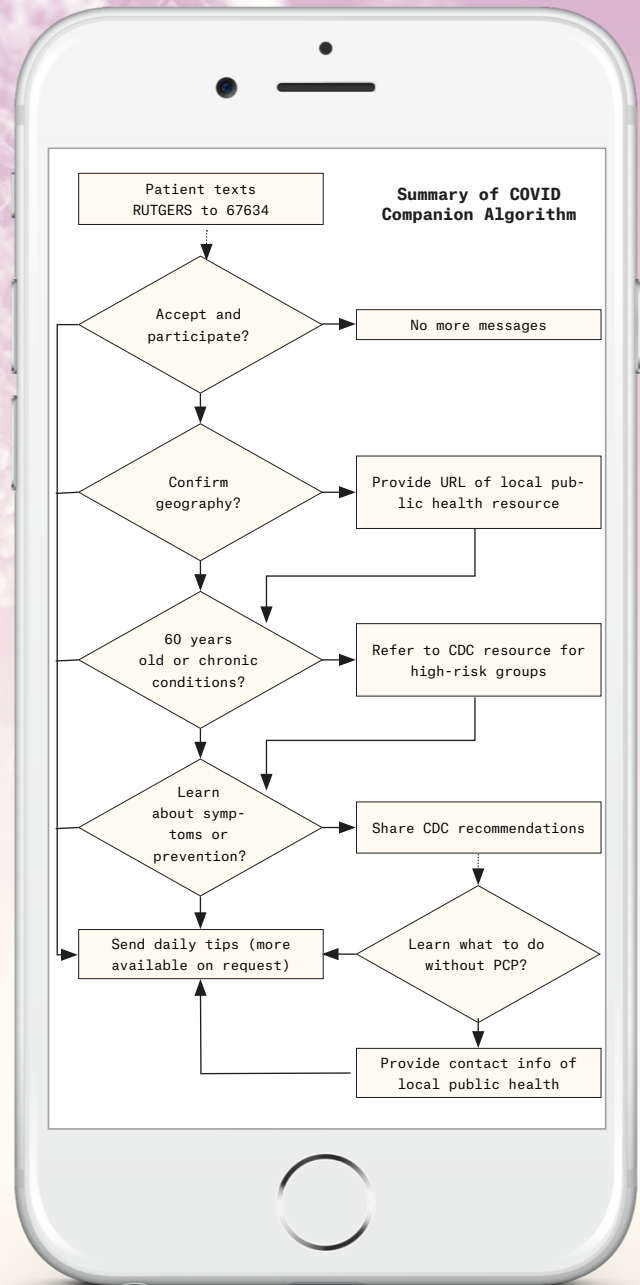 Patient texts
RUTGERS to 67634
Summary of COVID
Companion Algorithm
Accept and
participate?
No more messages
Confirm
geography?
Provide URL of local pub-
lic health resource
60 years
old or chronic
conditions?
Refer to CDC resource for
high-risk groups
Learn
about symp-
toms or
prevention?
Share CDC recommendations
Send daily tips (more
available on request)
Learn what to do
without PCP?
Provide contact info of
local public health